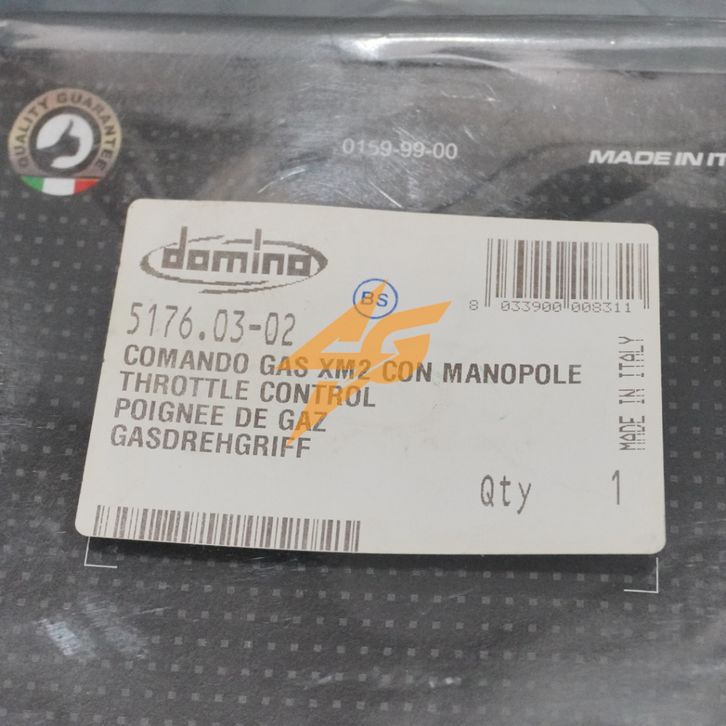 QUALITY GUARANTEE
0159-99-00
MADE IN IT
domino
BS
8 033900 008311
5176.03-02
COMANDO GAS XM2 CON MANOPOLE
THROTTLE CONTROL
POIGNEE DE GAZ
GASDREHGRIFF
MADE IN ITALY
Qty 1